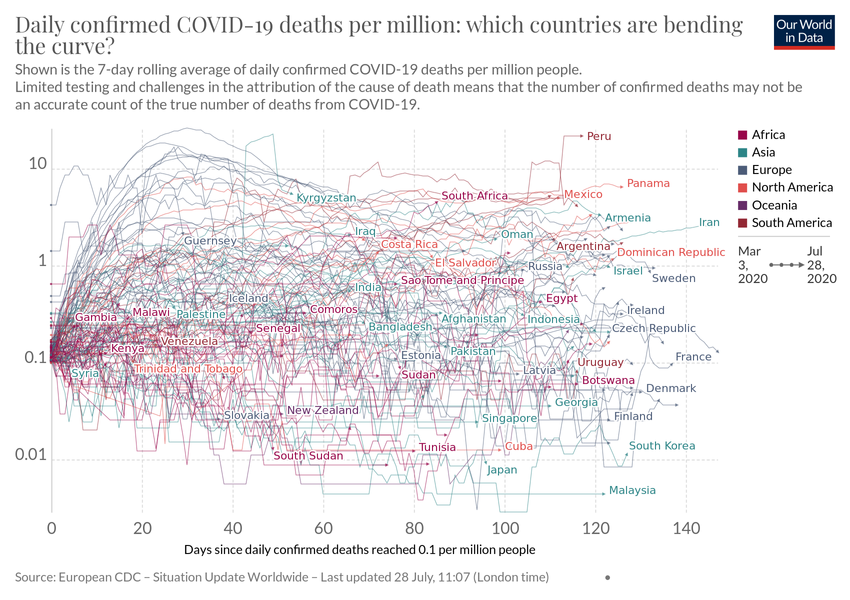 Daily confirmed COVID-19 deaths per million: which countries are bending
the curve?
Our World
in Data
Shown is the 7-day rolling average of daily confirmed COVID-19 deaths per million people.
Limited testing and challenges in the attribution of the cause of death means that the number of confirmed deaths may not be
an accurate count of the true number of deaths from COVID-19.
Africa
Asia
Europe
North America
Oceania
South America
Mar
3,
2020
Jul
28,
2020
10
1
0.1
0.01
Peru
Panama
Kyrgyzstan
South Africa
Mexico
Armenia
Iran
Iraq
Oman
Guernsey
Costa Rica
Argentina
Dominican Republic
El Salvador
Russia
Israel
Sweden
Sao Tome and Principe
India
Iceland
Egypt
Comoros
Ireland
Gambia
Malawi
Palestine
Afghanistan
Indonesia
Senegal
Bangladesh
Czech Republic
Kenya
Venezuela
Estonia
Pakistan
France
Trinidad and Tobago
Syria
Sudan
Latvia
Uruguay
Botswana
Denmark
Georgia
Slovakia
New Zealand
Singapore
Finland
South Sudan
Tunisia
Cuba
South Korea
Japan
Malaysia
0
20
40
60
80
100
120
140
Days since daily confirmed deaths reached 0.1 per million people
Source: European CDC – Situation Update Worldwide – Last updated 28 July, 11:07 (London time)